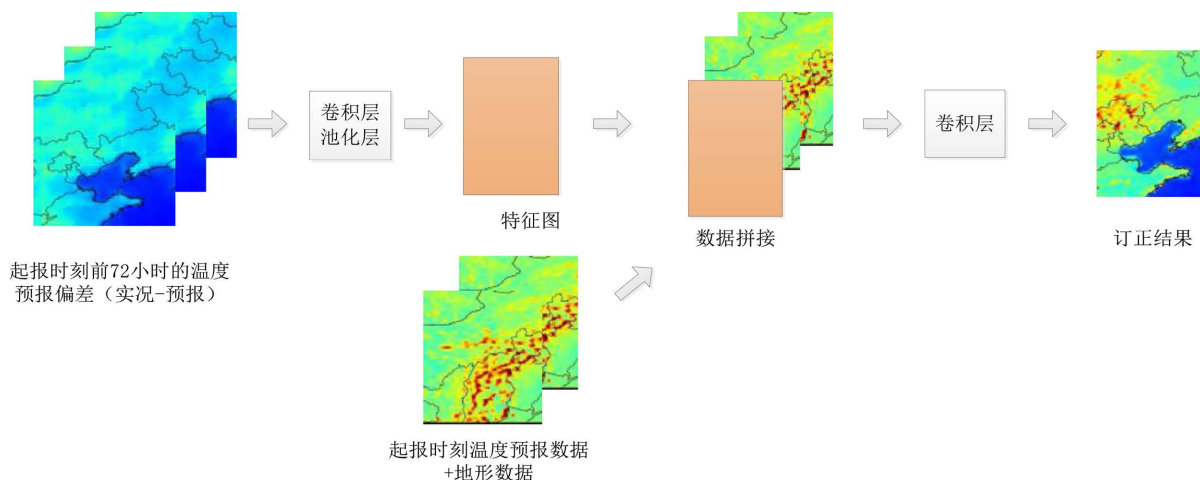 起报时刻前72小时的温度
预报偏差（实况-预报）
卷积层
池化层
特征图
起报时刻温度预报数据
+地形数据
数据拼接
卷积层
订正结果